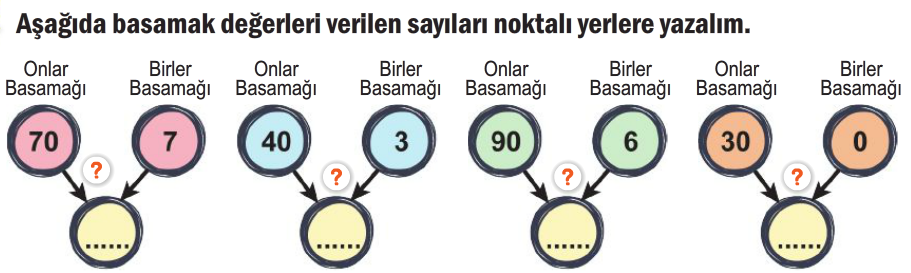 Aşağıda basamak değerleri verilen sayıları noktalı yerlere yazalım.
Onlar Basamağı
Birler Basamağı
70
7
?
......
Onlar Basamağı
Birler Basamağı
40
3
?
......
Onlar Basamağı
Birler Basamağı
90
6
?
......
Onlar Basamağı
Birler Basamağı
30
0
?
......